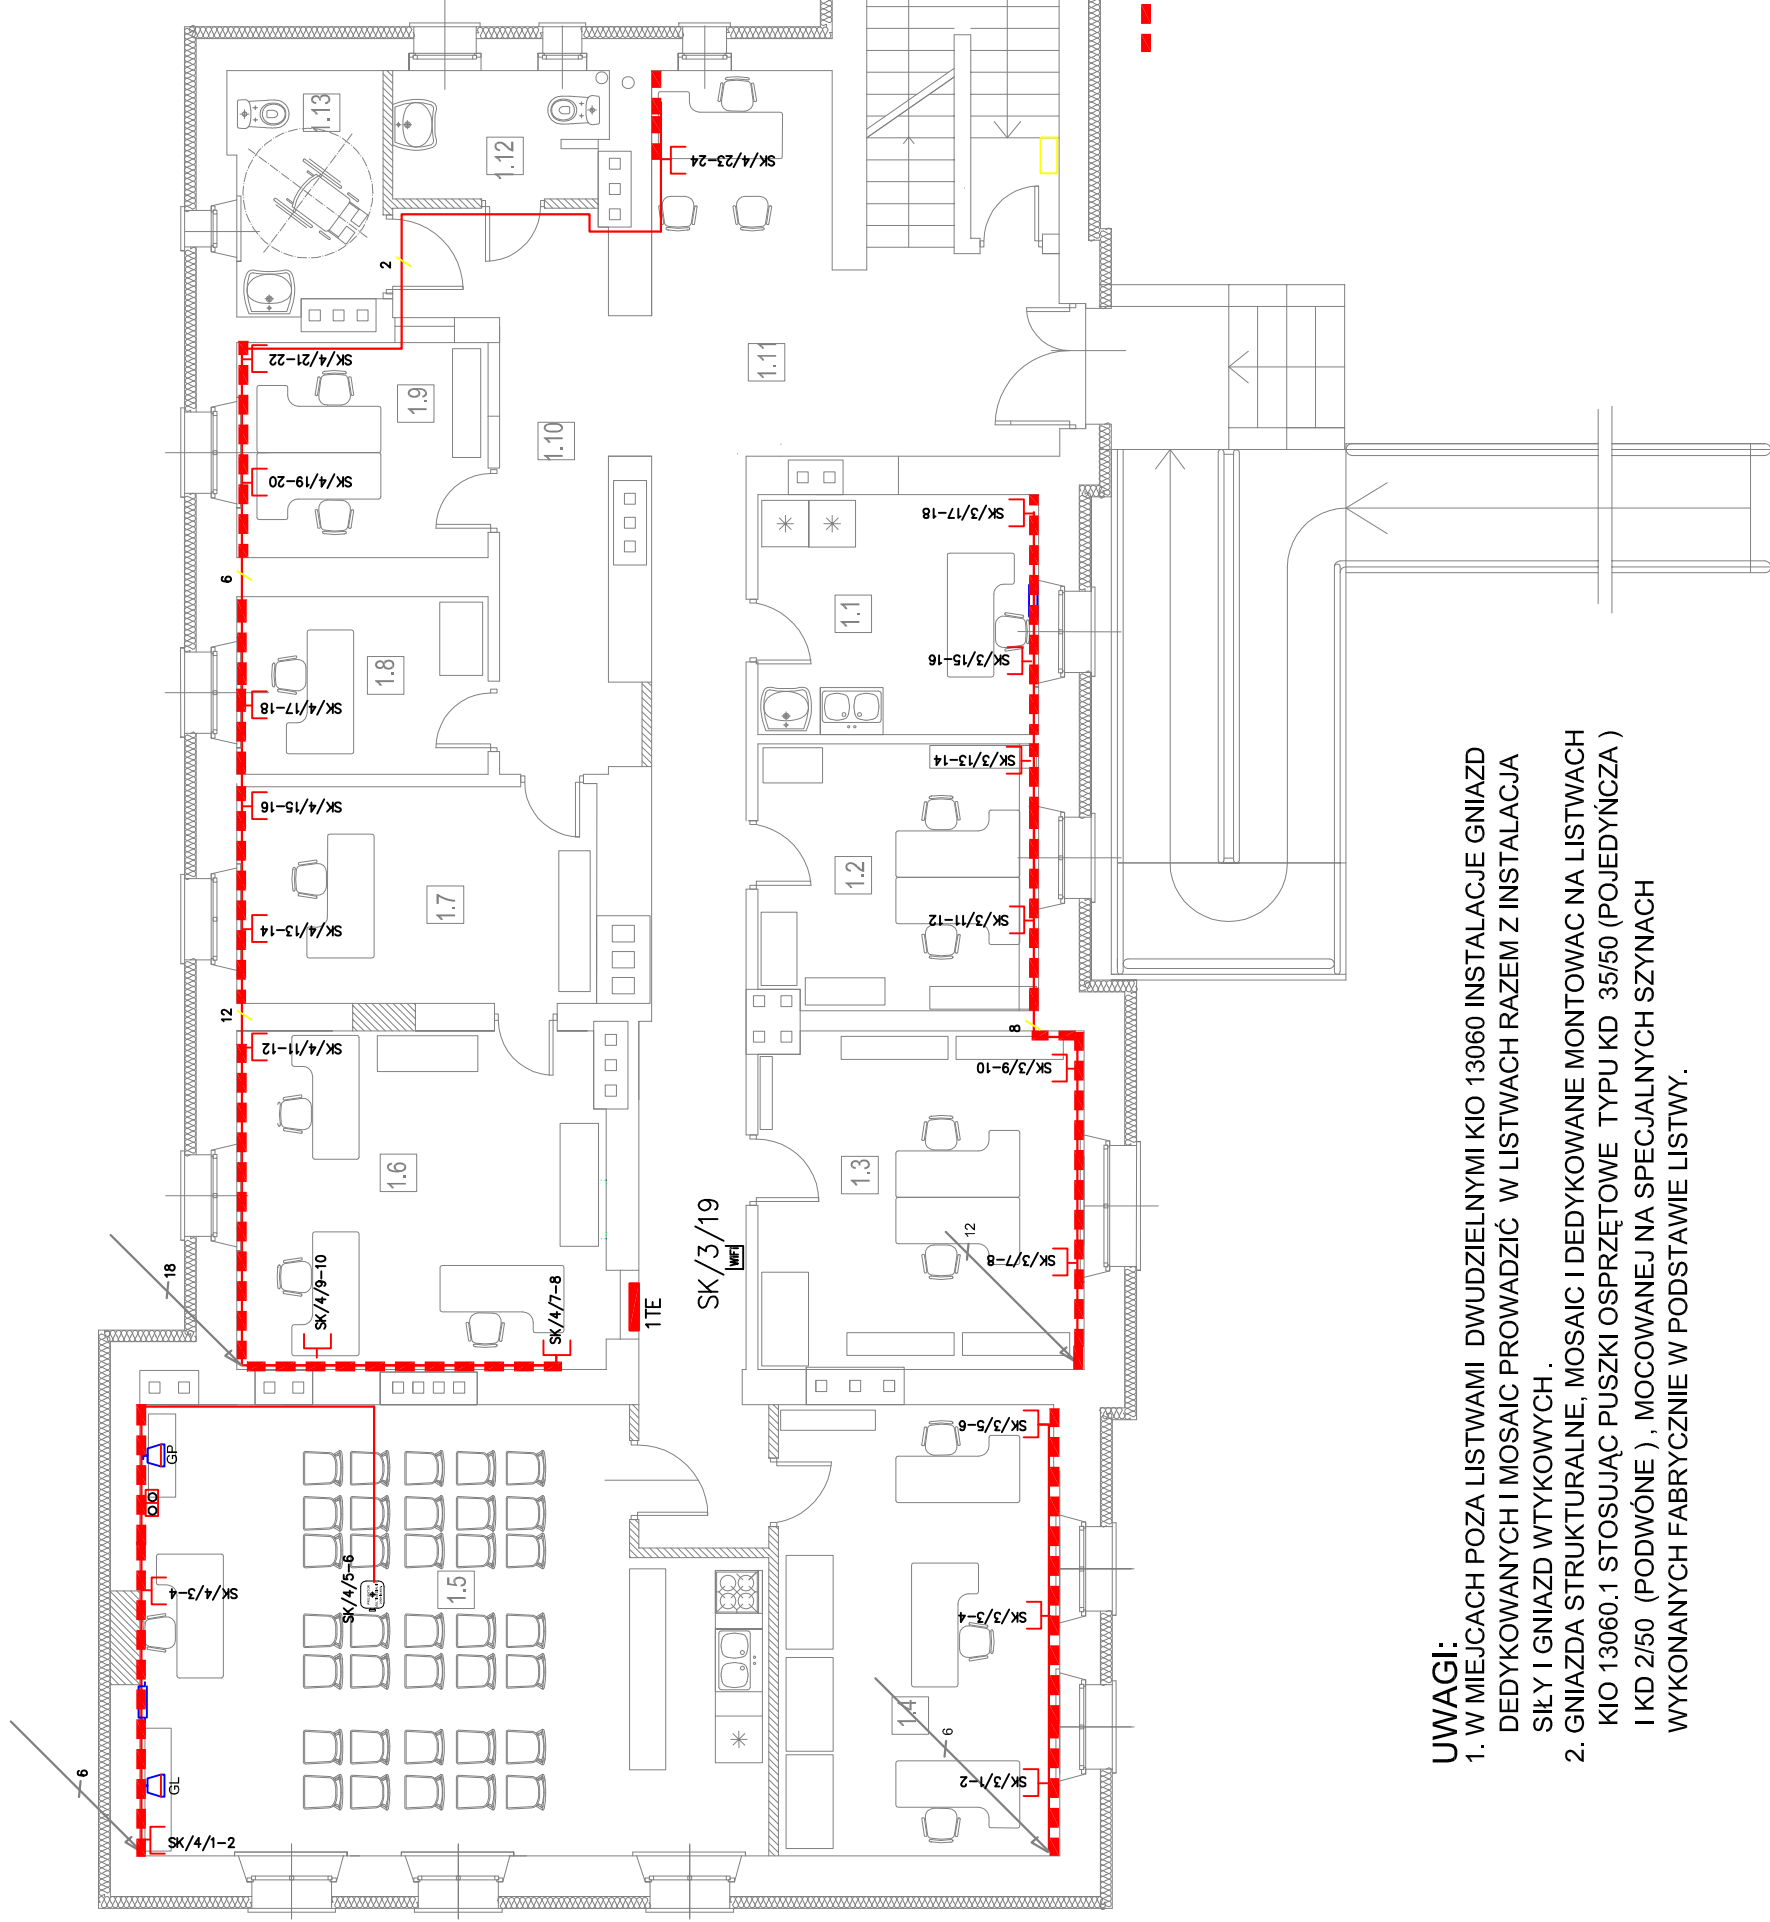 1.13
1.12
SK/4/23-24
2
SK/4/21-22
1.9
1.11
1.10
SK/4/19-20
SK/3/17-18
6
1.1
1.8
SK/3/15-16
SK/4/17-18
SK/3/13-14
SK/4/15-16
1.2
1.7
SK/3/11-12
SK/4/13-14
12
8
SK/4/11-12
SK/3/9-10
1.6
1.3
12
SK/3/19
WIFI
SK/3/7-8
18
SK/4/9-10
SK/4/7-8
1TE
SK/3/5-6
GP
SK/4/3-4
SK/4/5-6
1.5
SK/3/3-4
1.4
6
6
GL
SK/3/1-2
SK/4/1-2
UWAGI:
1. W MIEJCACH POZA LISTWAMI DWUDZIELNYMI KIO 13060 INSTALACJE GNIAZD
DEDYKOWANYCH I MOSAIC PROWADZIĆ W LISTWACH RAZEM Z INSTALACJA
SIŁY I GNIAZD WTYKOWYCH .
2. GNIAZDA STRUKTURALNE, MOSAIC I DEDYKOWANE MONTOWAC NA LISTWACH
KIO 13060.1 STOSUJĄC PUSZKI OSPRZĘTOWE TYPU KD 35/50 (POJEDYŃCZA )
I KD 2/50 (PODWÓNE ) , MOCOWANEJ NA SPECJALNYCH SZYNACH
WYKONANYCH FABRYCZNIE W PODSTAWIE LISTWY.